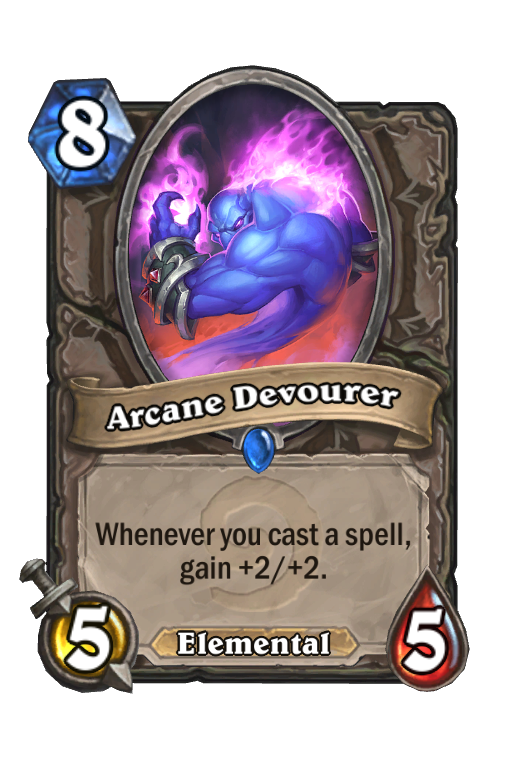 8
Arcane Devourer
Whenever you cast a spell,
gain +2/+2.
5
Elemental
5